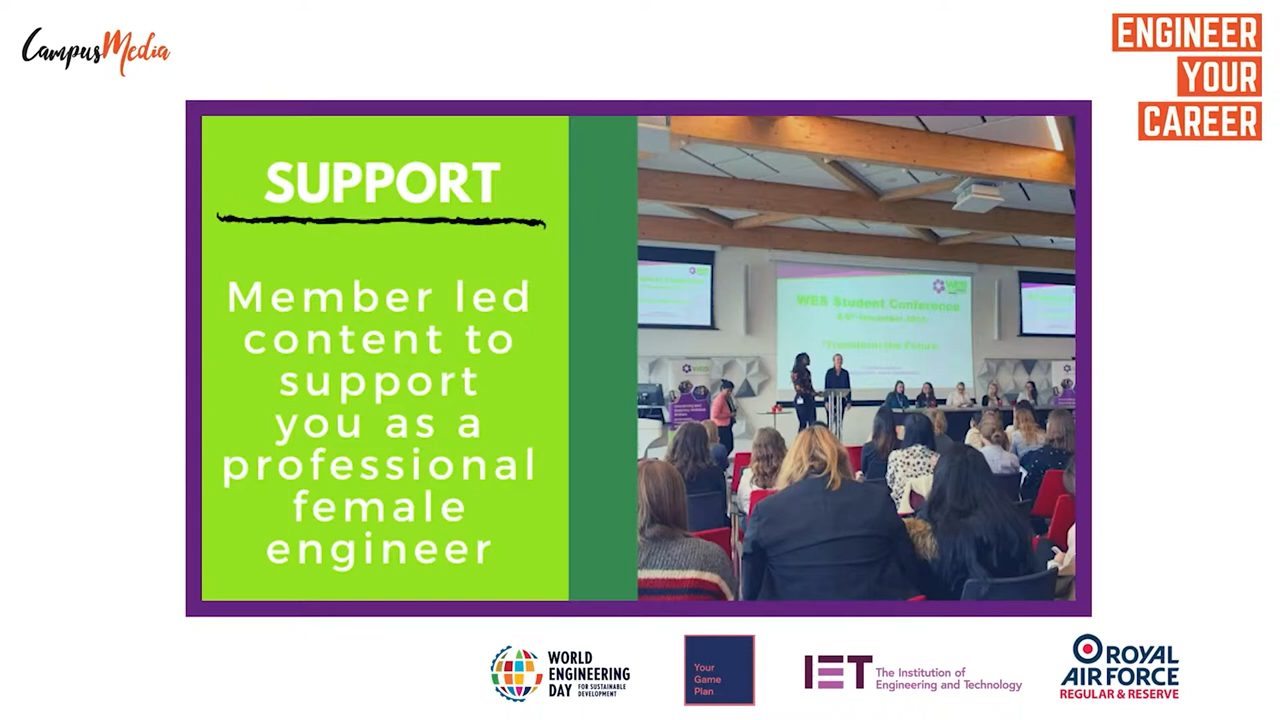 CampusMedia
ENGINEER
YOUR
CAREER
SUPPORT
Member led
content to
support
you as a
professional
female
engineer
WES
WES Student Conference
WES
WORLD
ENGINEERING
DAY
FOR SUSTAINABLE
DEVELOPMENT
Your
Game
Plan
IET The Institution of
Engineering and Technology
ROYAL
AIR FORCE
REGULAR & RESERVE